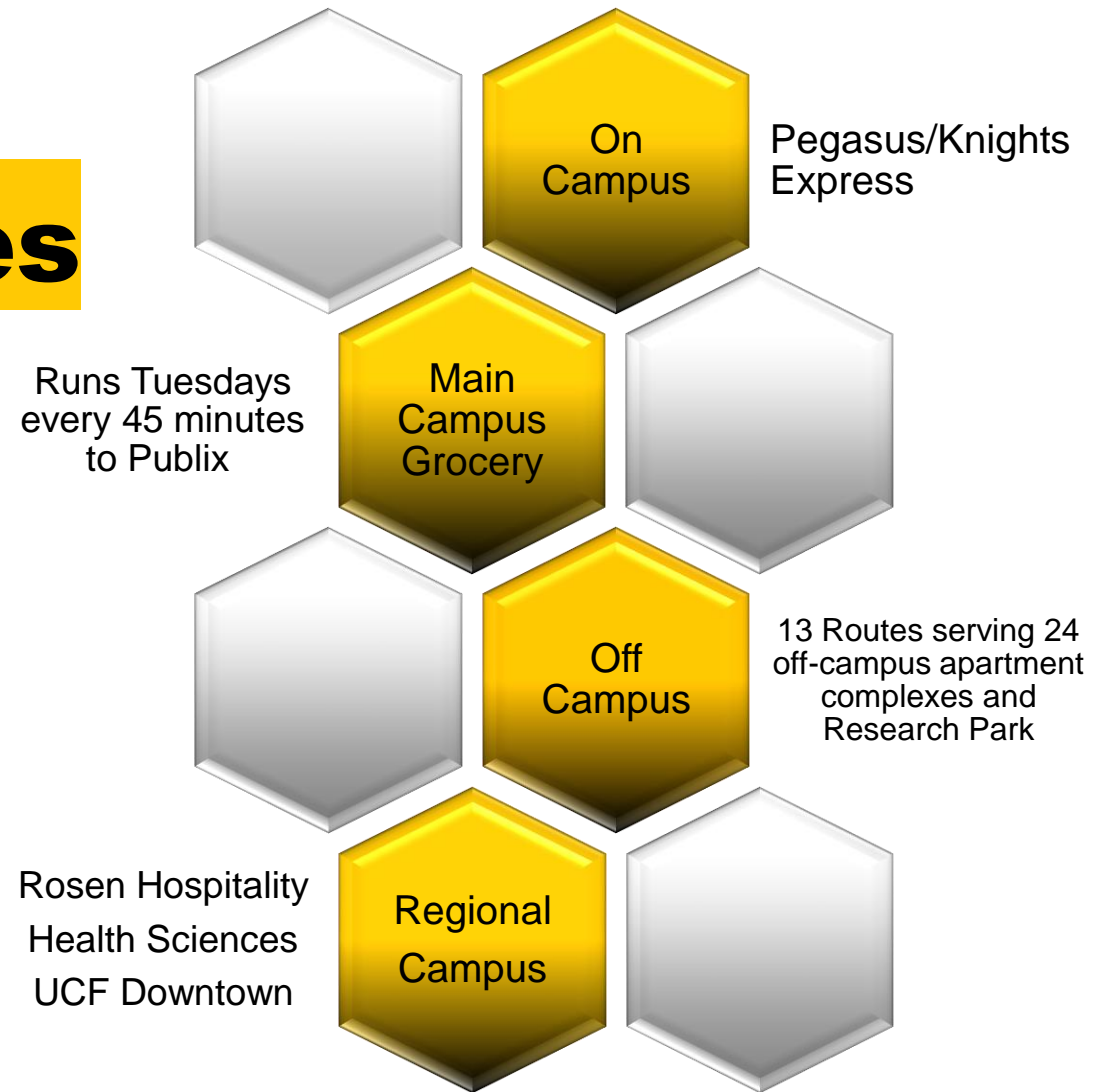 es
On
Campus
Pegasus/Knights
Express
Runs Tuesdays
every 45 minutes
to Publix
Main
Campus
Grocery
Off
Campus
13 Routes serving 24
off-campus apartment
complexes and
Research Park
Rosen Hospitality
Health Sciences
UCF Downtown
Regional
Campus